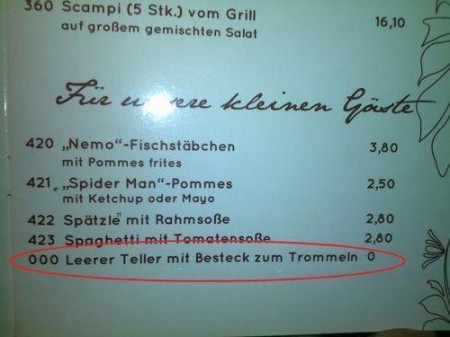 360 Scampi (5 Stk.) vom Grill 16,10
auf großem gemischten Salat
Für unsere kleinen Gäste
420 „Nemo“-Fischstäbchen 3,80
mit Pommes frites
421 „Spider Man“-Pommes 2,50
mit Ketchup oder Mayo
422 Spätzle mit Rahmsoße 2,80
423 Spaghetti mit Tomatensoße 2,80
000 Leerer Teller mit Besteck zum Trommeln 0